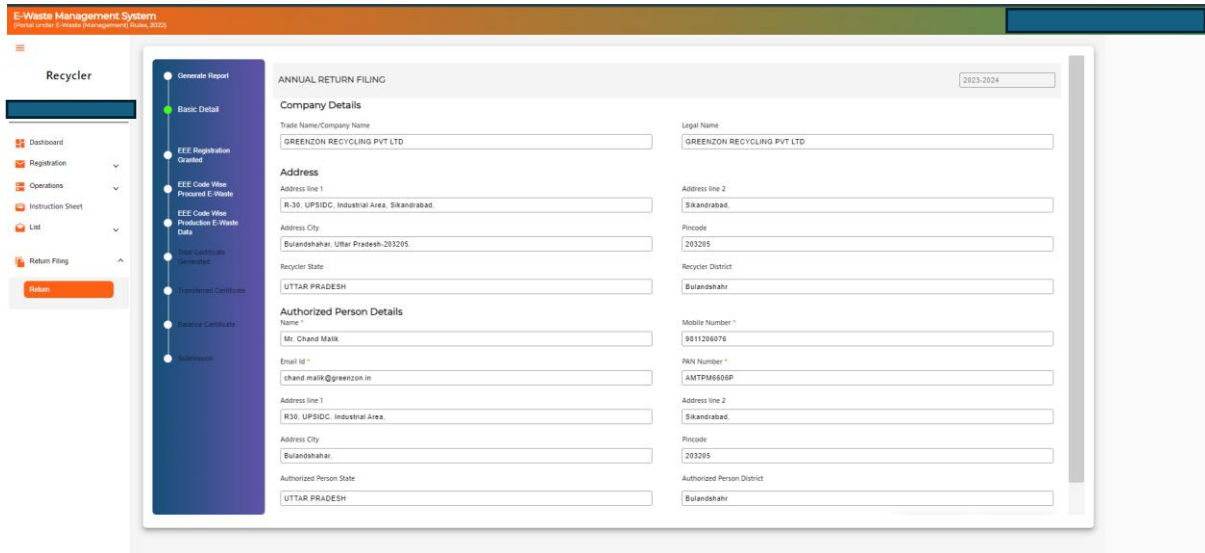 E-Waste Management System
(Portal under E-Waste (Management) Rules, 2022)
Recycler
Dashboard
Registration
Operations
Instruction Sheet
List
Return Filing
Return
Generate Report
Basic Detail
EEE Registration
Granted
EEE Code Wise
Procured E-Waste
EEE Code Wise
Production E-Waste
Data
Total Certificate
Generated
Transferred Certificate
Balance Certificate
Submission
ANNUAL RETURN FILING
2023-2024
Company Details
Trade Name/Company Name
Legal Name
GREENZON RECYCLING PVT LTD
GREENZON RECYCLING PVT LTD
Address
Address line 1
Address line 2
R-30, UPSIDC, Industrial Area, Sikandrabad,
Sikandrabad,
Address City
Pincode
Bulandshahar, Uttar Pradesh-203205.
203205
Recycler State
Recycler District
UTTAR PRADESH
Bulandshahr
Authorized Person Details
Name *
Mobile Number *
Mr. Chand Malik
9811206076
Email Id *
PAN Number *
chand.malik@greenzon.in
AMTPM6606P
Address line 1
Address line 2
R30, UPSIDC, Industrial Area,
Sikandrabad,
Address City
Pincode
Bulandshahar,
203205
Authorized Person State
Authorized Person District
UTTAR PRADESH
Bulandshahr